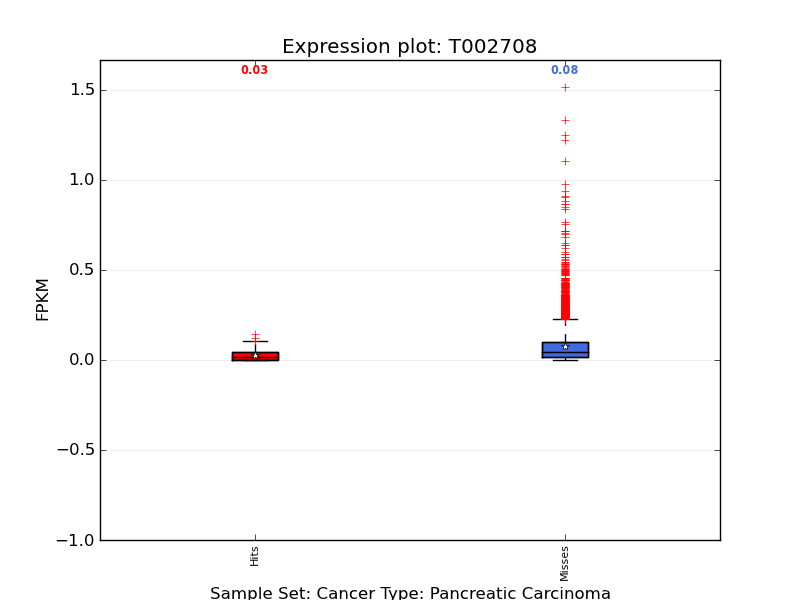 Expression plot: T002708
0.03
0.08
1.5
1.0
0.5
0.0
−0.5
−1.0
FPKM
Hits
Misses
Sample Set: Cancer Type: Pancreatic Carcinoma